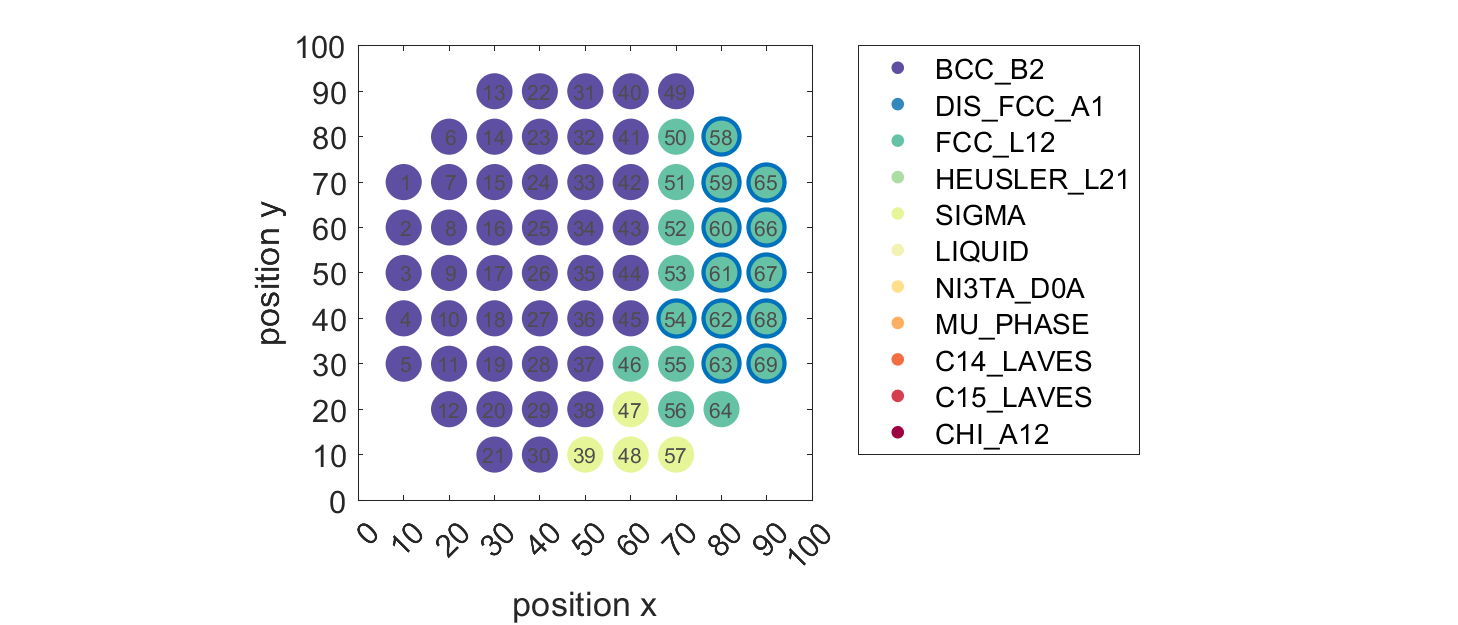 100
90
80
70
60
50
40
30
20
10
0
13 22 31 40 49
6 14 23 32 41 50 58
1 7 15 24 33 42 51 59 65
2 8 16 25 34 43 52 60 66
3 9 17 26 35 44 53 61 67
4 10 18 27 36 45 54 62 68
5 11 19 28 37 46 55 63 69
12 20 29 38 47 56 64
21 30 39 48 57
0 10 20 30 40 50 60 70 80 90 100
position x
position y
BCC_B2
DIS_FCC_A1
FCC_L12
HEUSLER_L21
SIGMA
LIQUID
NI3TA_D0A
MU_PHASE
C14_LAVES
C15_LAVES
CHI_A12